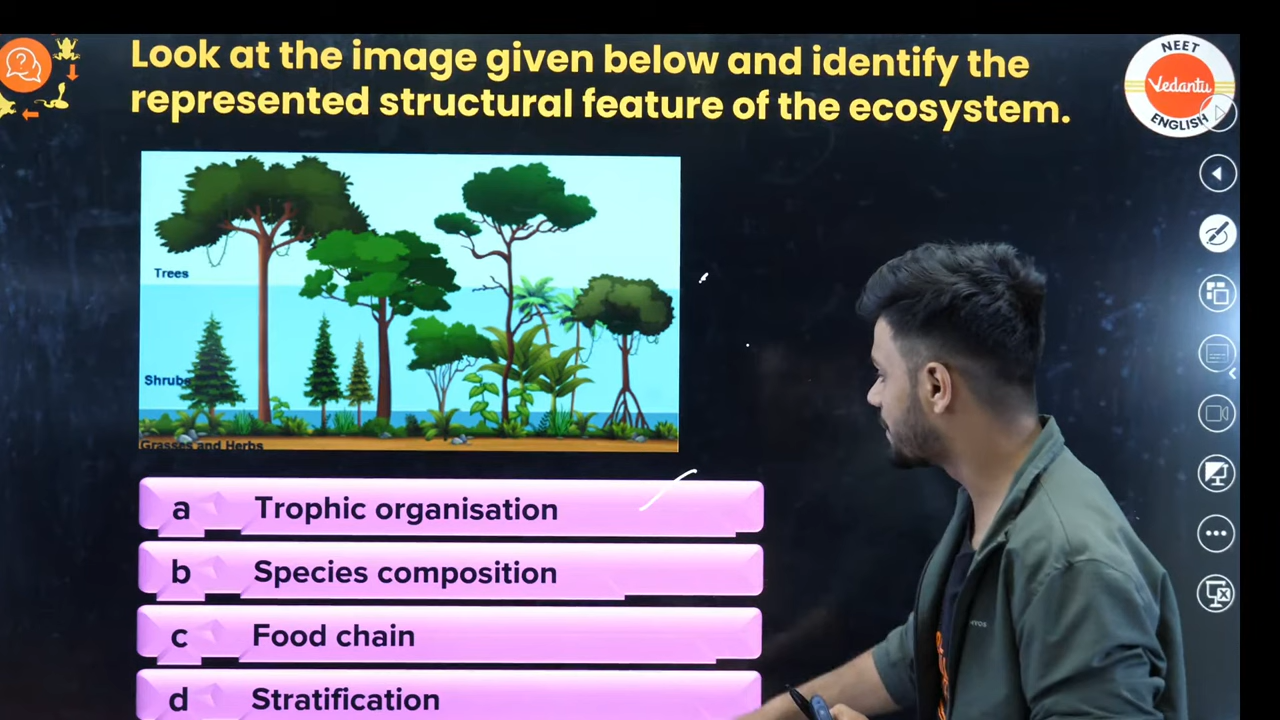 Look at the image given below and identify the
represented structural feature of the ecosystem.
NEET
Vedantu
ENGLISH
Trees
Shrubs
Grasses and Herbs
a Trophic organisation
b Species composition
c Food chain
d Stratification